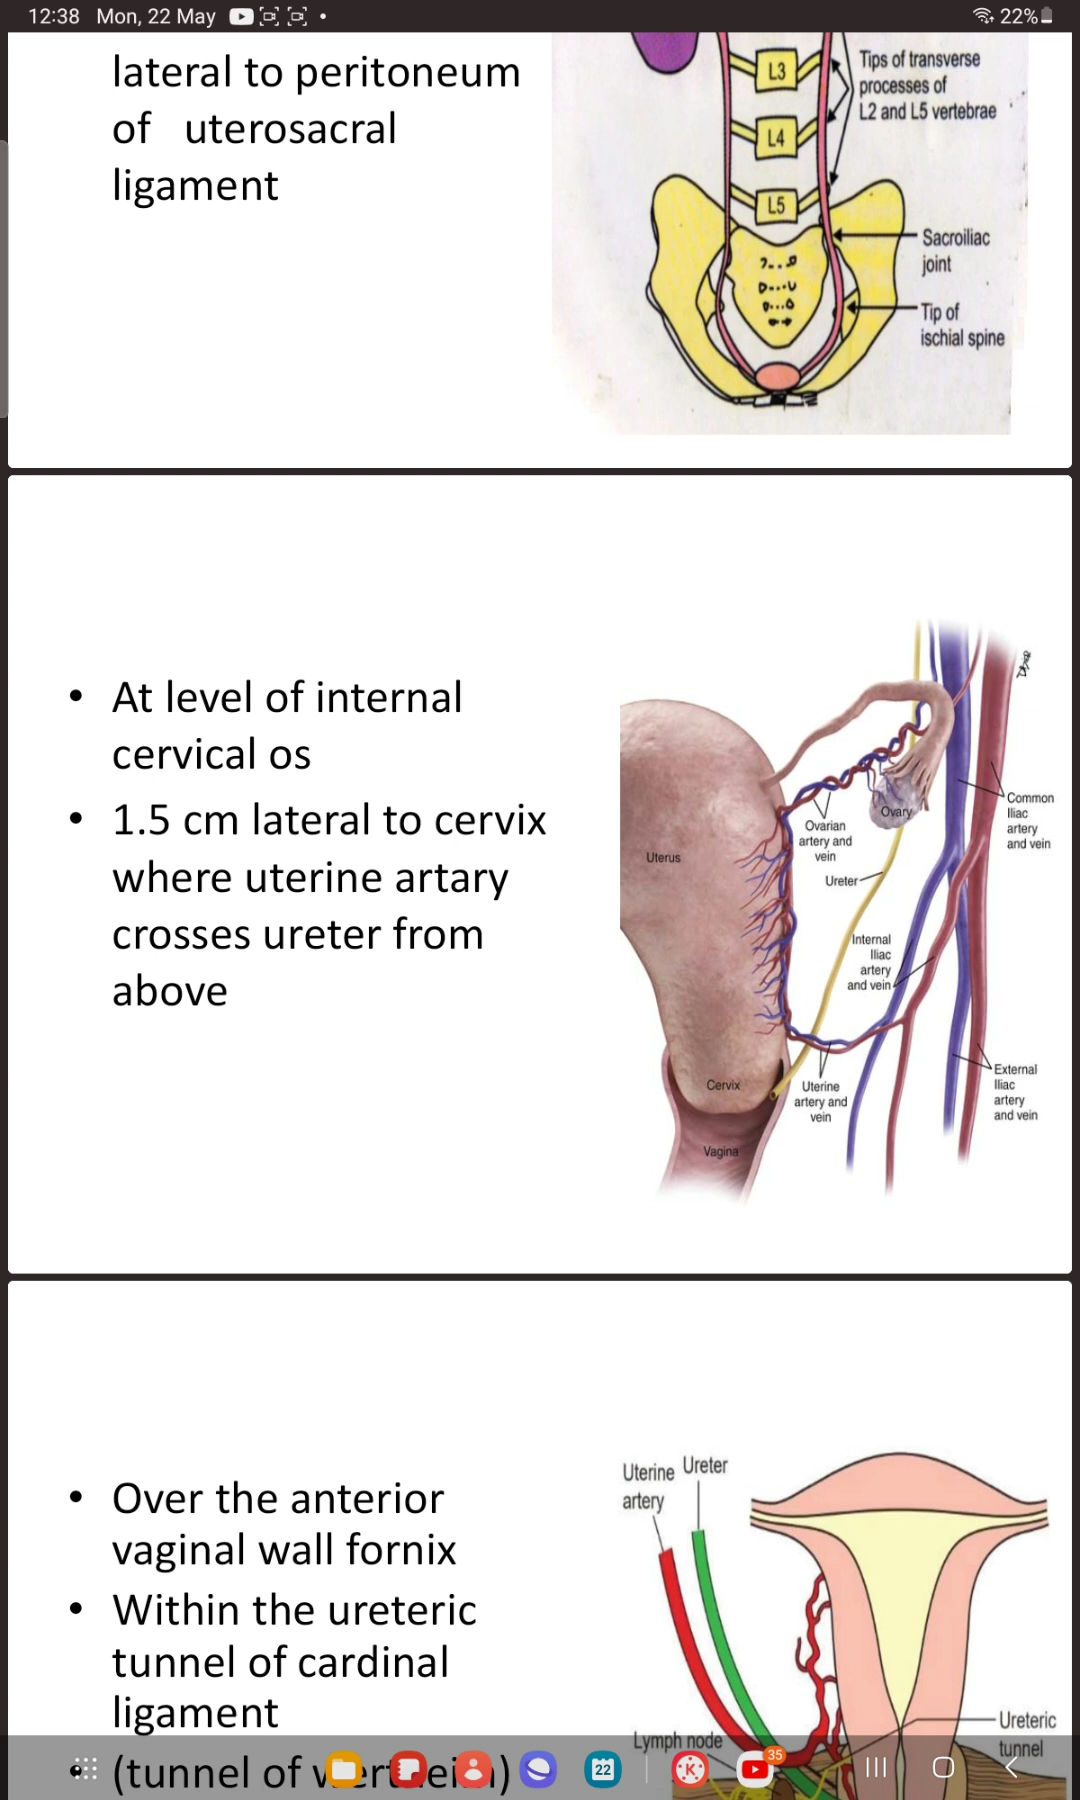 12:38 Mon, 22 May
22%
lateral to peritoneum
of uterosacral
ligament
L3
L4
L5
Tips of transverse
processes of
L2 and L5 vertebrae
Sacroiliac
joint
Tip of
ischial spine
• At level of internal
cervical os
• 1.5 cm lateral to cervix
where uterine artary
crosses ureter from
above
Uterus
Ovarian
artery and
vein
Ovary
Ureter
Common
Iliac
artery
and vein
Internal
Iliac
artery
and vein
External
Iliac
artery
and vein
Cervix
Uterine
artery and
vein
Vagina
• Over the anterior
vaginal wall fornix
• Within the ureteric
tunnel of cardinal
ligament
• (tunnel of
Uterine
artery
Ureter
Lymph node
Ureteric
tunnel
22
K
35